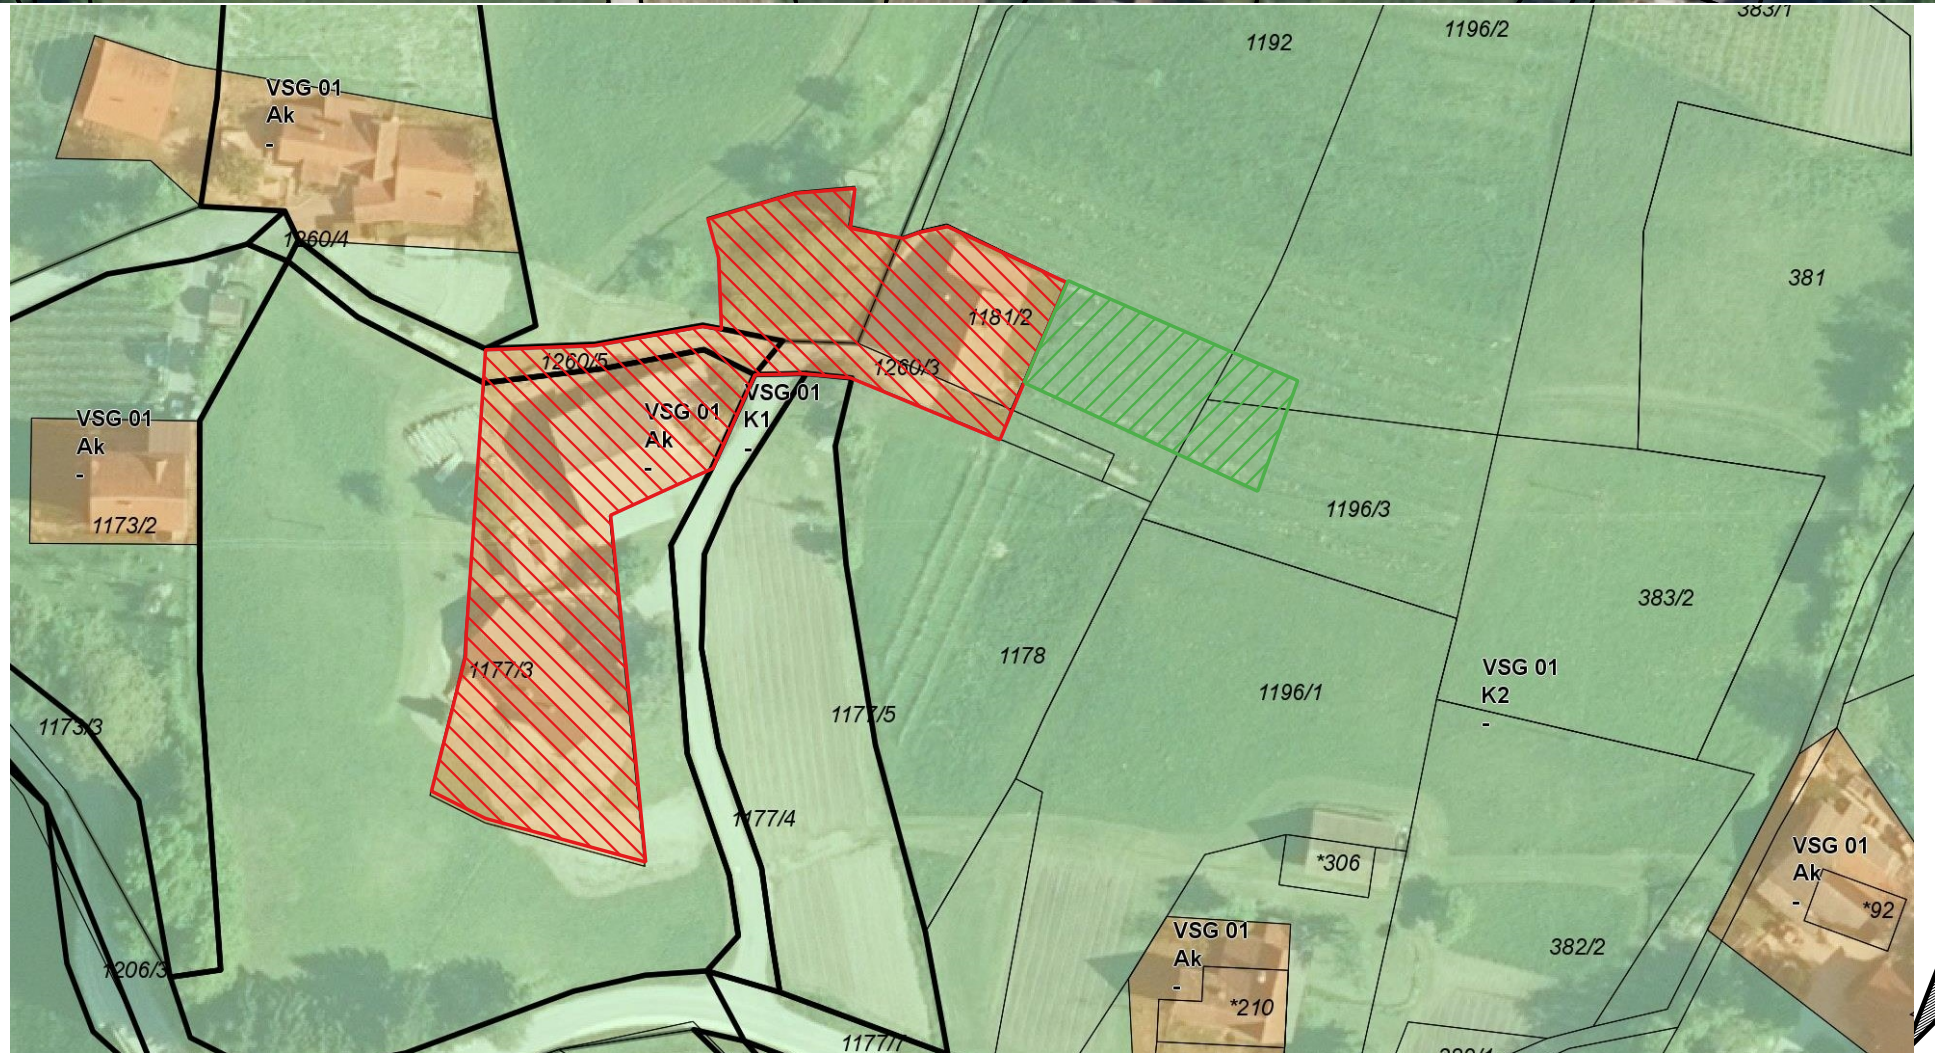 383/1
1192
1196/2
VSG 01
Ak
-
1260/4
381
1181/2
1260/5
1260/3
VSG 01
K1
-
VSG 01
Ak
-
VSG 01
Ak
-
1173/2
1196/3
383/2
1178
VSG 01
K2
-
1177/3
1196/1
1177/5
1173/3
1177/4
VSG 01
Ak
-
*306
*92
VSG 01
Ak
-
382/2
1206/3
*210
1177/7